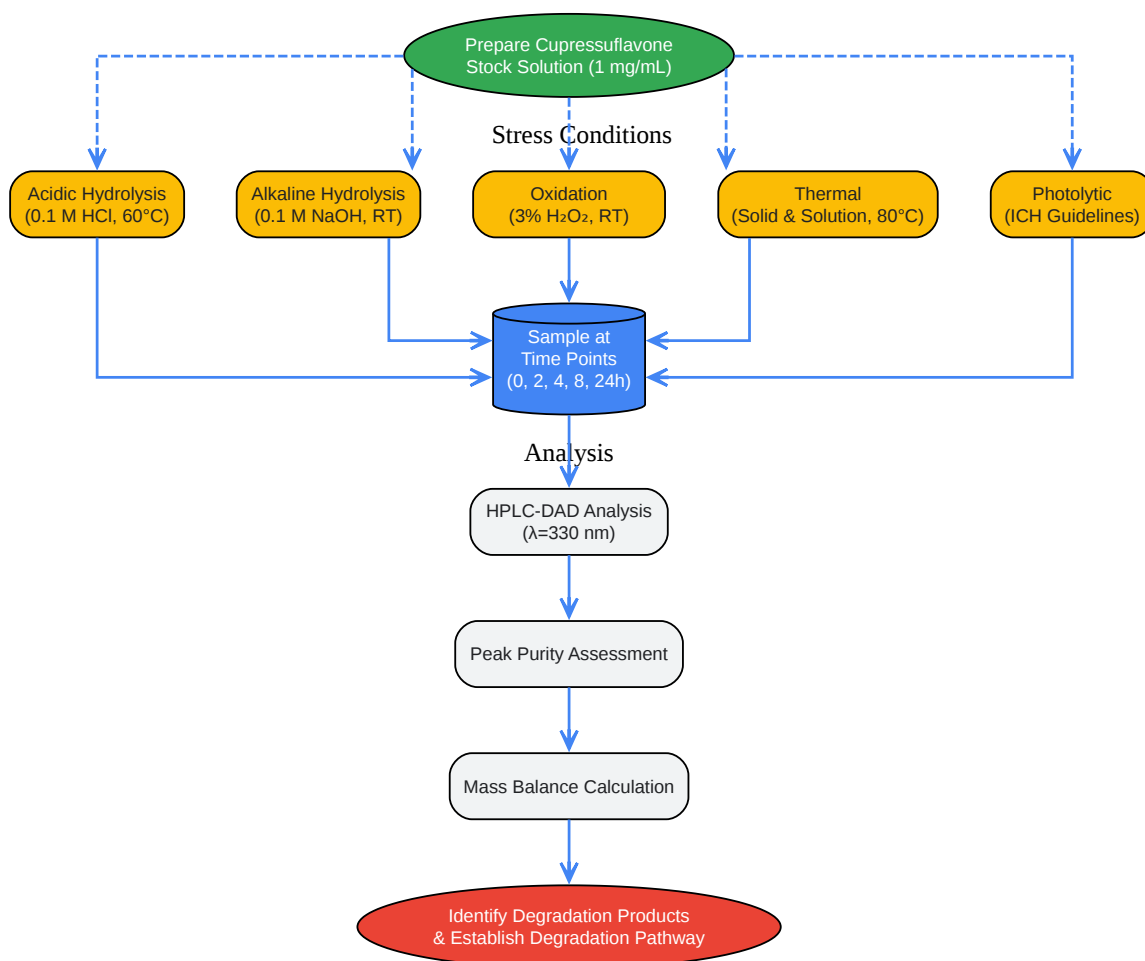 Prepare Cupressuflavone
Stock Solution (1 mg/mL)
Stress Conditions
Acidic Hydrolysis
(0.1 M HCl, 60°C)
Alkaline Hydrolysis
(0.1 M NaOH, RT)
Oxidation
(3% H₂O₂, RT)
Thermal
(Solid & Solution, 80°C)
Photolytic
(ICH Guidelines)
Sample at
Time Points
(0, 2, 4, 8, 24h)
Analysis
HPLC-DAD Analysis
(λ=330 nm)
Peak Purity Assessment
Mass Balance Calculation
Identify Degradation Products
& Establish Degradation Pathway